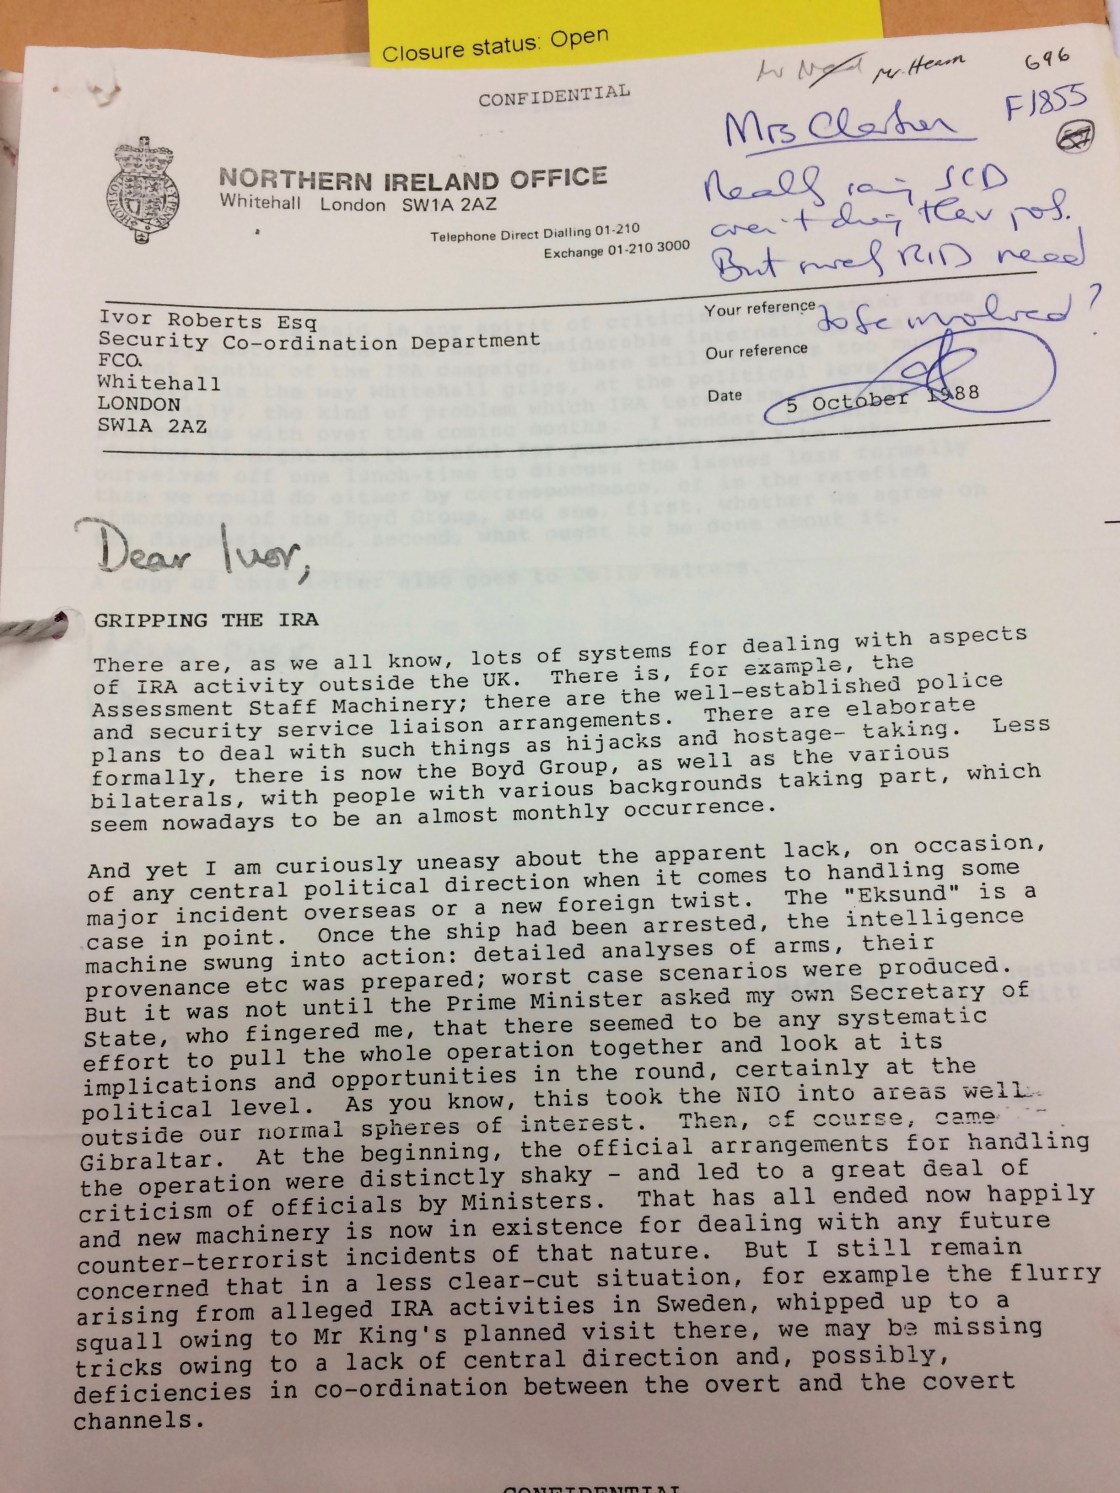 Closure status: Open
CONFIDENTIAL
Mr. Hearn
696
F1855
Mrs
Really saying SCD
aren't doing their job.
But need RID need
to be involved?
NORTHERN IRELAND OFFICE
Whitehall London SW1A 2AZ
Telephone Direct Dialling 01-210
Exchange 01-210 3000
Ivor Roberts Esq
Security Co-ordination Department
FCO.
Whitehall
LONDON
SW1A 2AZ
Your reference
Our reference
Date 5 October 1988
Dear Ivor,
GRIPPING THE IRA
There are, as we all know, lots of systems for dealing with aspects
of IRA activity outside the UK. There is, for example, the
Assessment Staff Machinery; there are the well-established police
and security service liaison arrangements. There are elaborate
plans to deal with such things as hijacks and hostage- taking. Less
formally, there is now the Boyd Group, as well as the various
bilaterals, with people with various backgrounds taking part, which
seem nowadays to be an almost monthly occurrence.
And yet I am curiously uneasy about the apparent lack, on occasion,
of any central political direction when it comes to handling some
major incident overseas or a new foreign twist. The "Eksund" is a
case in point. Once the ship had been arrested, the intelligence
machine swung into action: detailed analyses of arms, their
provenance etc was prepared; worst case scenarios were produced.
But it was not until the Prime Minister asked my own Secretary of
State, who fingered me, that there seemed to be any systematic
effort to pull the whole operation together and look at its
implications and opportunities in the round, certainly at the
political level. As you know, this took the NIO into areas well
outside our normal spheres of interest. Then, of course, came
Gibraltar. At the beginning, the official arrangements for handling
the operation were distinctly shaky - and led to a great deal of
criticism of officials by Ministers. That has all ended now happily
and new machinery is now in existence for dealing with any future
counter-terrorist incidents of that nature. But I still remain
concerned that in a less clear-cut situation, for example the flurry
arising from alleged IRA activities in Sweden, whipped up to a
squall owing to Mr King's planned visit there, we may be missing
tricks owing to a lack of central direction and, possibly,
deficiencies in co-ordination between the overt and the covert
channels.
CONFIDENTIAL